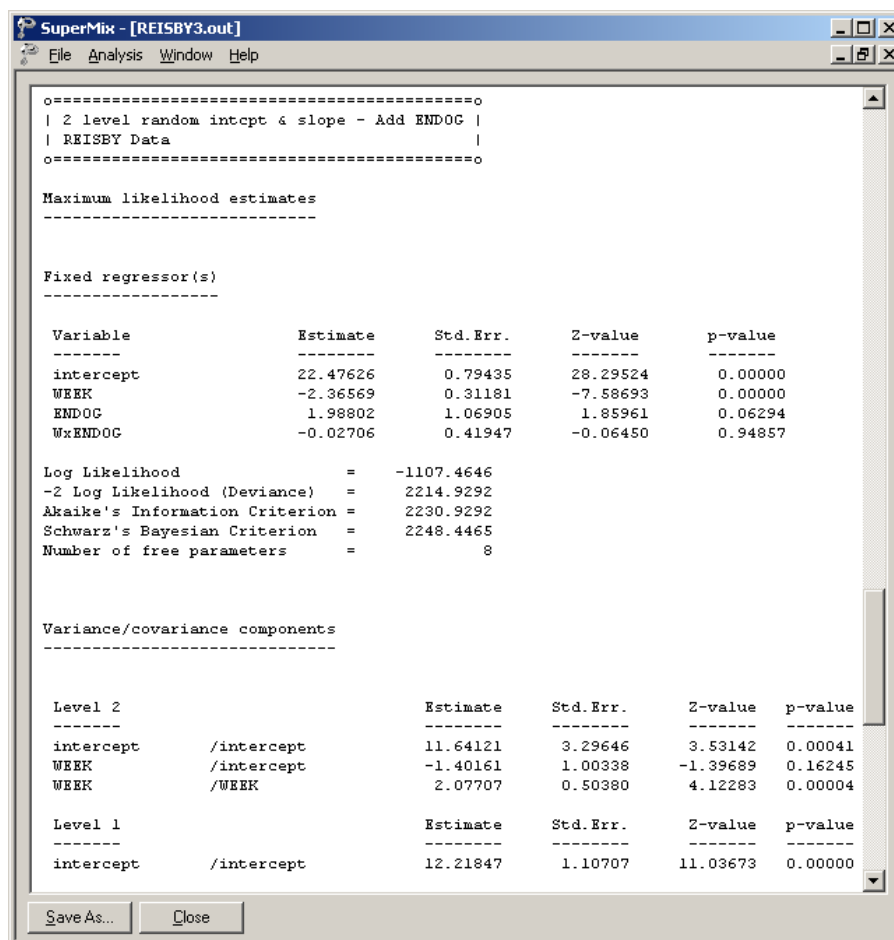 SuperMix - [REISBY3.out]
File Analysis Window Help
o===========================================o
| 2 level random intcpt & slope - Add ENDOG |
| REISBY Data |
o===========================================o
Maximum likelihood estimates
----------------------------
Fixed regressor(s)
------------------
Variable Estimate Std.Err. Z-value p-value
------- -------- -------- ------- -------
intercept 22.47626 0.79435 28.29524 0.00000
WEEK -2.36569 0.31181 -7.58693 0.00000
ENDOG 1.98802 1.06905 1.85961 0.06294
WxENDOG -0.02706 0.41947 -0.06450 0.94857
Log Likelihood = -1107.4646
-2 Log Likelihood (Deviance) = 2214.9292
Akaike's Information Criterion = 2230.9292
Schwarz's Bayesian Criterion = 2248.4465
Number of free parameters = 8
Variance/covariance components
------------------------------
Level 2 Estimate Std.Err. Z-value p-value
------- -------- -------- ------- -------
intercept /intercept 11.64121 3.29646 3.53142 0.00041
WEEK /intercept -1.40161 1.00338 -1.39689 0.16245
WEEK /WEEK 2.07707 0.50380 4.12283 0.00004
Level 1 Estimate Std.Err. Z-value p-value
------- -------- -------- ------- -------
intercept /intercept 12.21847 1.10707 11.03673 0.00000
Save As... Close